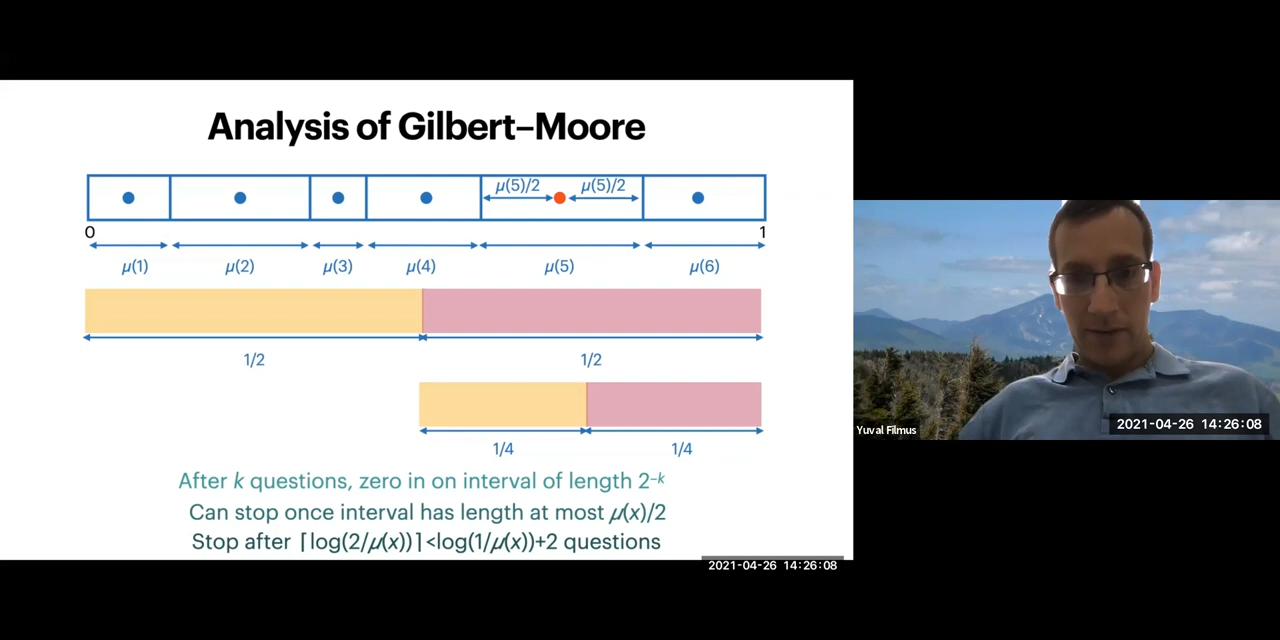 Analysis of Gilbert–Moore
μ(5)/2 μ(5)/2
0 1
μ(1) μ(2) μ(3) μ(4) μ(5) μ(6)
1/2 1/2
1/4 1/4
After k questions, zero in on interval of length 2⁻ᵏ
Can stop once interval has length at most μ(x)/2
Stop after ⌈log(2/μ(x))⌉<log(1/μ(x))+2 questions
2021-04-26 14:26:08
Yuval Filmus
2021-04-26 14:26:08